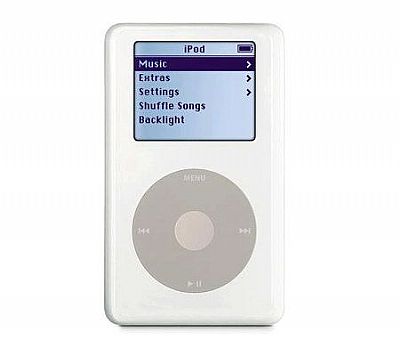 iPod
Music
Extras
Settings
Shuffle Songs
Backlight
MENU